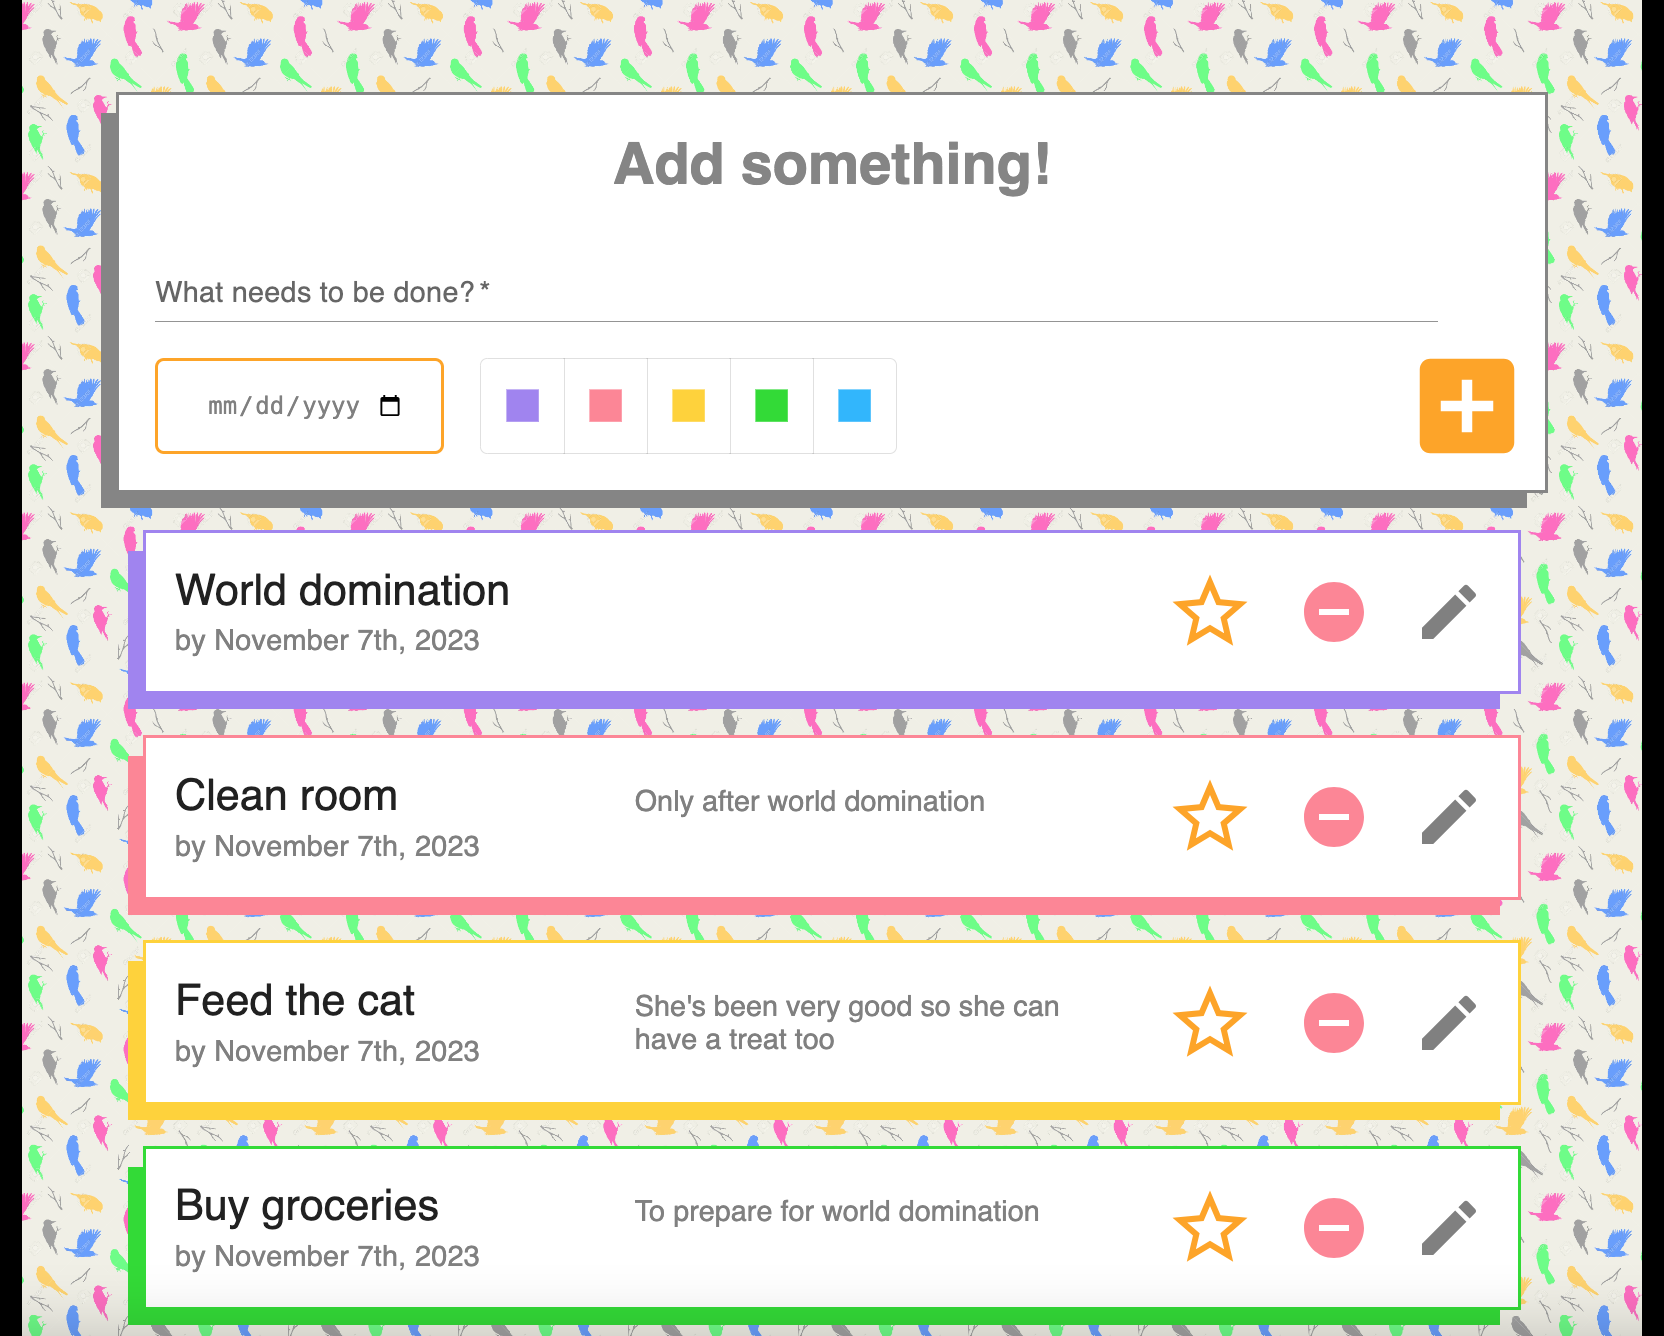 Add something!
What needs to be done? *
mm/dd/yyyy
World domination
by November 7th, 2023
Clean room
Only after world domination
by November 7th, 2023
Feed the cat
She's been very good so she can
have a treat too
by November 7th, 2023
Buy groceries
To prepare for world domination
by November 7th, 2023